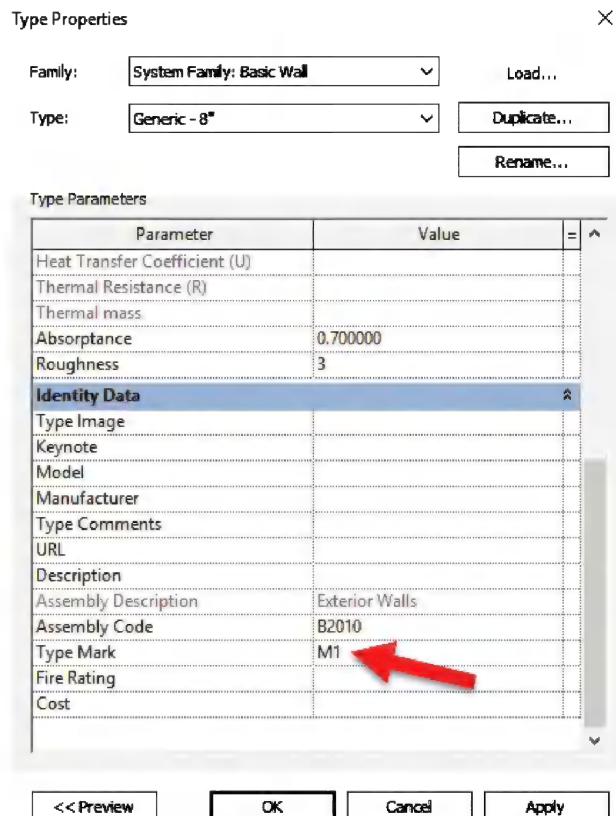 Type Properties
Family: System Family: Basic Wall Load...
Type: Generic - 8" Duplicate...
Rename...
Type Parameters
Parameter Value =
Heat Transfer Coefficient (U)
Thermal Resistance (R)
Thermal mass
Absorptance 0.700000
Roughness 3
Identity Data
Type Image
Keynote
Model
Manufacturer
Type Comments
URL
Description
Assembly Description Exterior Walls
Assembly Code B2010
Type Mark M1
Fire Rating
Cost
<< Preview OK Cancel Apply